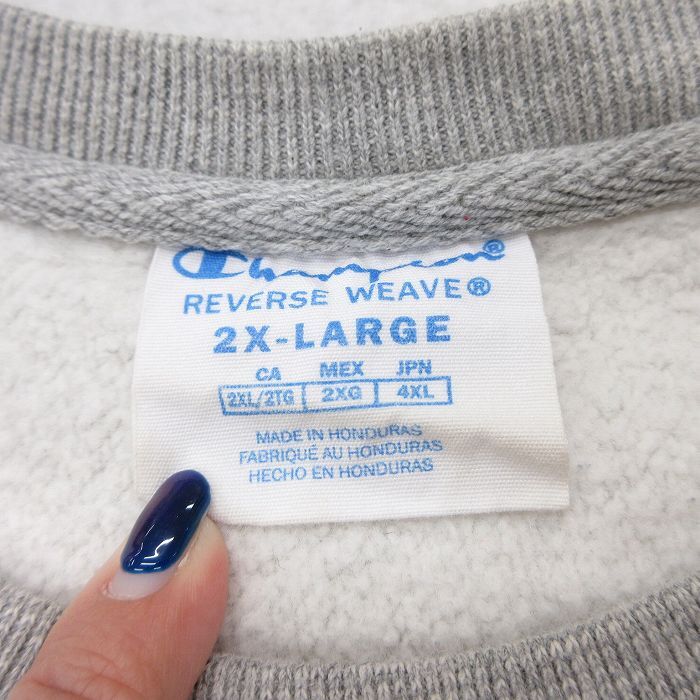 Champion®
REVERSE WEAVE®
2X-LARGE
CA MEX JPN
2XL/2TG 2XG 4XL
MADE IN HONDURAS
FABRIQUÉ AU HONDURAS
HECHO EN HONDURAS